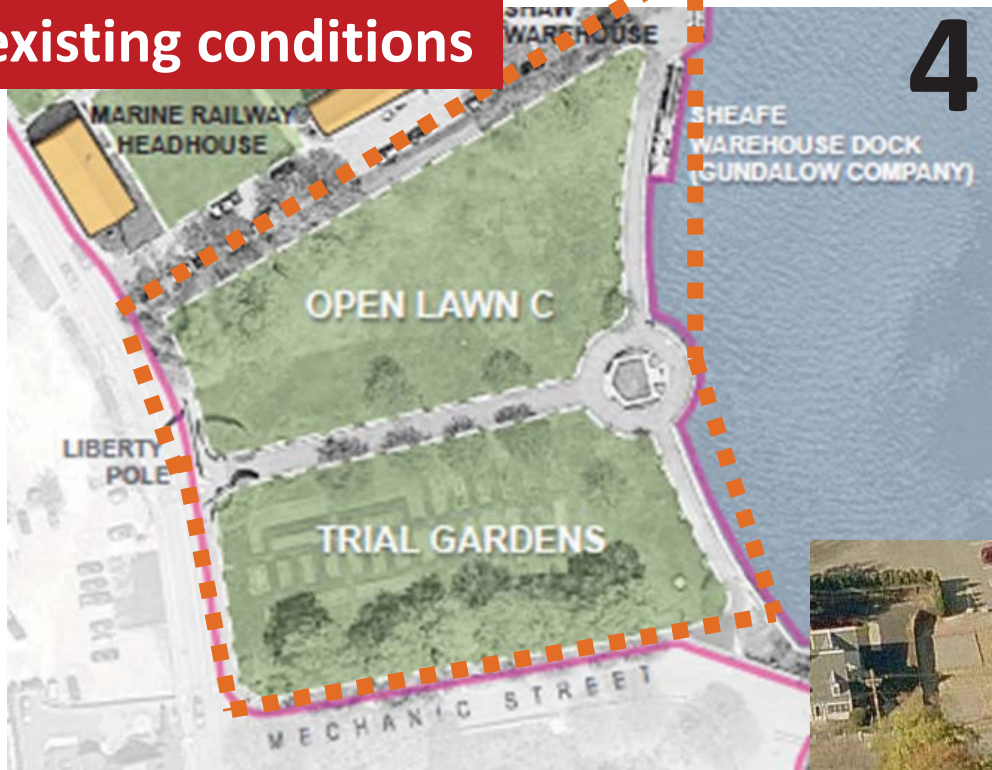 existing conditions
4
SHAW
WAREHOUSE
MARINE RAILWAY
HEADHOUSE
SHEAFE
WAREHOUSE DOCK
(GUNDALOW COMPANY)
OPEN LAWN C
LIBERTY
POLE
TRIAL GARDENS
MECHANIC STREET